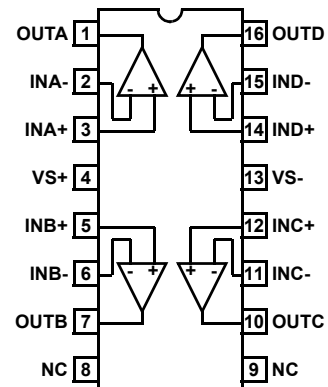 OUTA 1 16 OUTD
INA- 2 15 IND-
- + + -
INA+ 3 14 IND+
VS+ 4 13 VS-
INB+ 5 12 INC+
- + + -
INB- 6 11 INC-
OUTB 7 10 OUTC
NC 8 9 NC